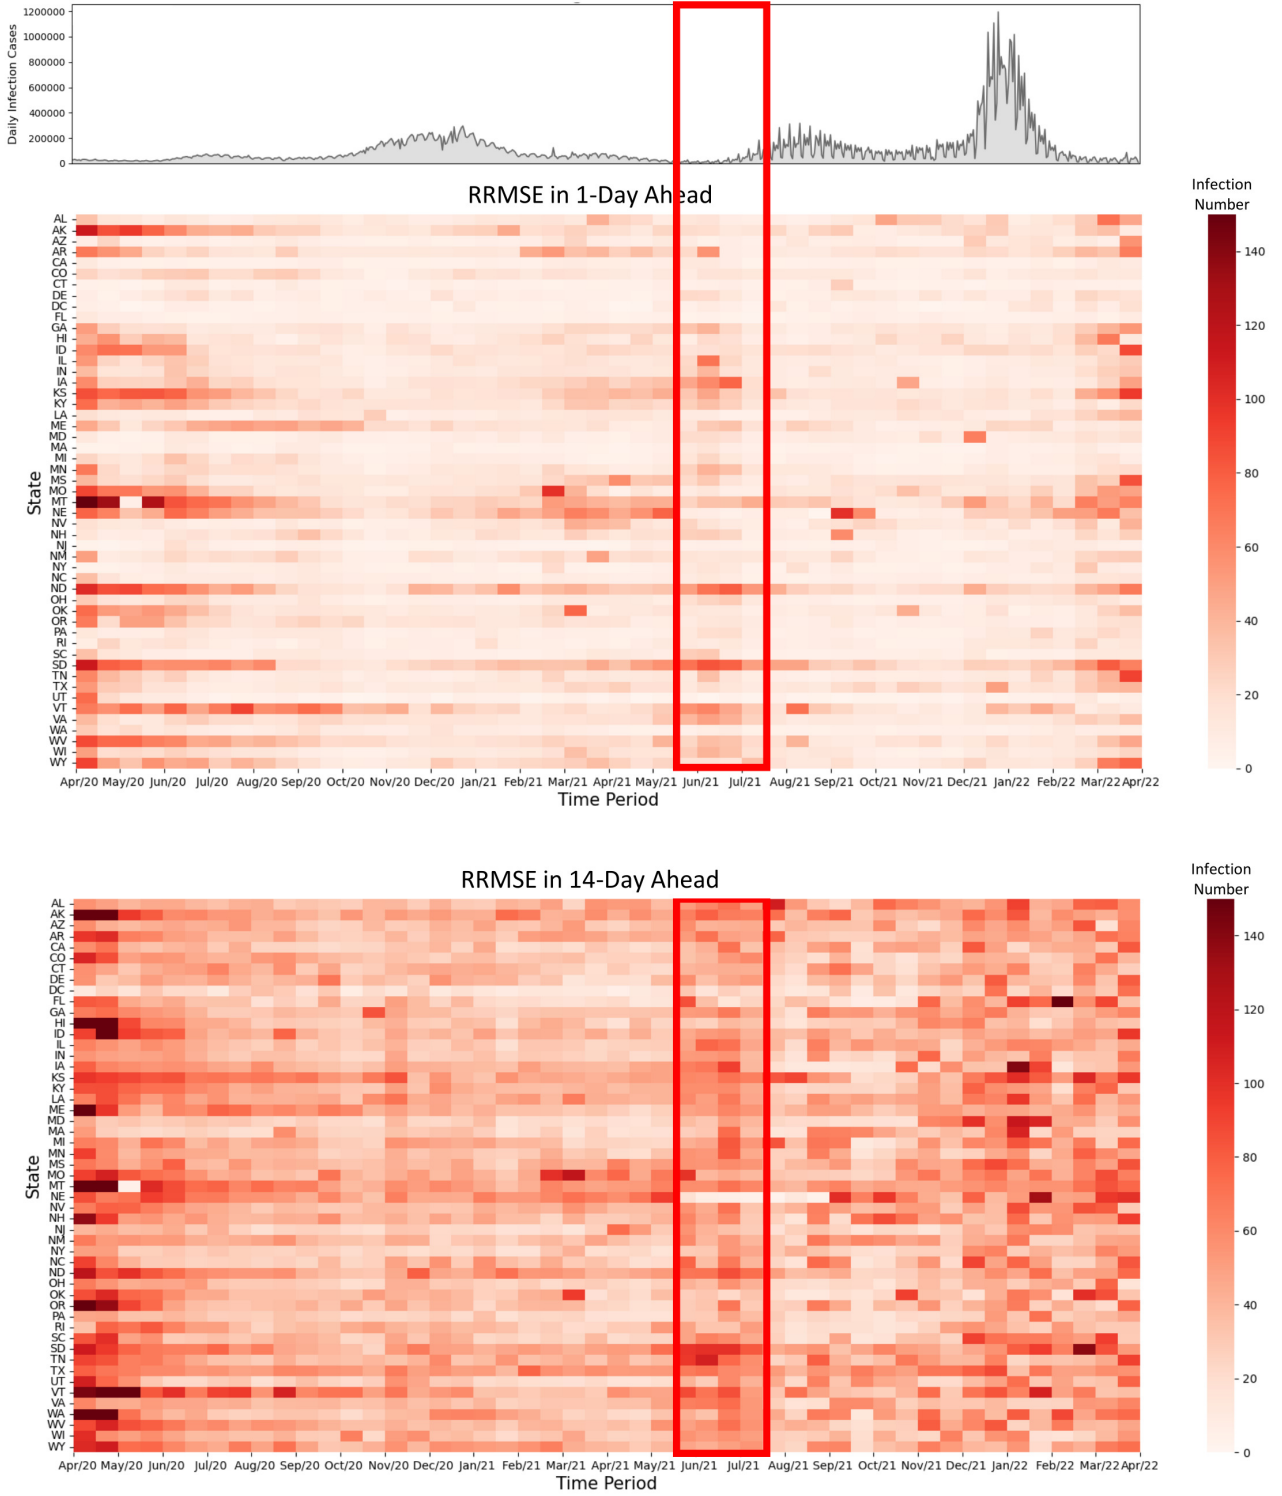 Daily Infection Cases
1200000
1000000
800000
600000
400000
200000
0
RRMSE in 1-Day Ahead
Infection
Number
State
AL
AK
AZ
AR
CA
CO
CT
DE
DC
FL
GA
HI
ID
IL
IN
IA
KS
KY
LA
ME
MD
MA
MI
MN
MS
MO
MT
NE
NV
NH
NJ
NM
NY
NC
ND
OH
OK
OR
PA
RI
SC
SD
TN
TX
UT
VT
VA
WA
WV
WI
WY
140
120
100
80
60
40
20
0
Apr/20 May/20 Jun/20 Jul/20 Aug/20 Sep/20 Oct/20 Nov/20 Dec/20 Jan/21 Feb/21 Mar/21 Apr/21 May/21 Jun/21 Jul/21 Aug/21 Sep/21 Oct/21 Nov/21 Dec/21 Jan/22 Feb/22 Mar/22 Apr/22
Time Period
RRMSE in 14-Day Ahead
Infection
Number
State
AL
AK
AZ
AR
CA
CO
CT
DE
DC
FL
GA
HI
ID
IL
IN
IA
KS
KY
LA
ME
MD
MA
MI
MN
MS
MO
MT
NE
NV
NH
NJ
NM
NY
NC
ND
OH
OK
OR
PA
RI
SC
SD
TN
TX
UT
VT
VA
WA
WV
WI
WY
140
120
100
80
60
40
20
0
Apr/20 May/20 Jun/20 Jul/20 Aug/20 Sep/20 Oct/20 Nov/20 Dec/20 Jan/21 Feb/21 Mar/21 Apr/21 May/21 Jun/21 Jul/21 Aug/21 Sep/21 Oct/21 Nov/21 Dec/21 Jan/22 Feb/22 Mar/22 Apr/22
Time Period